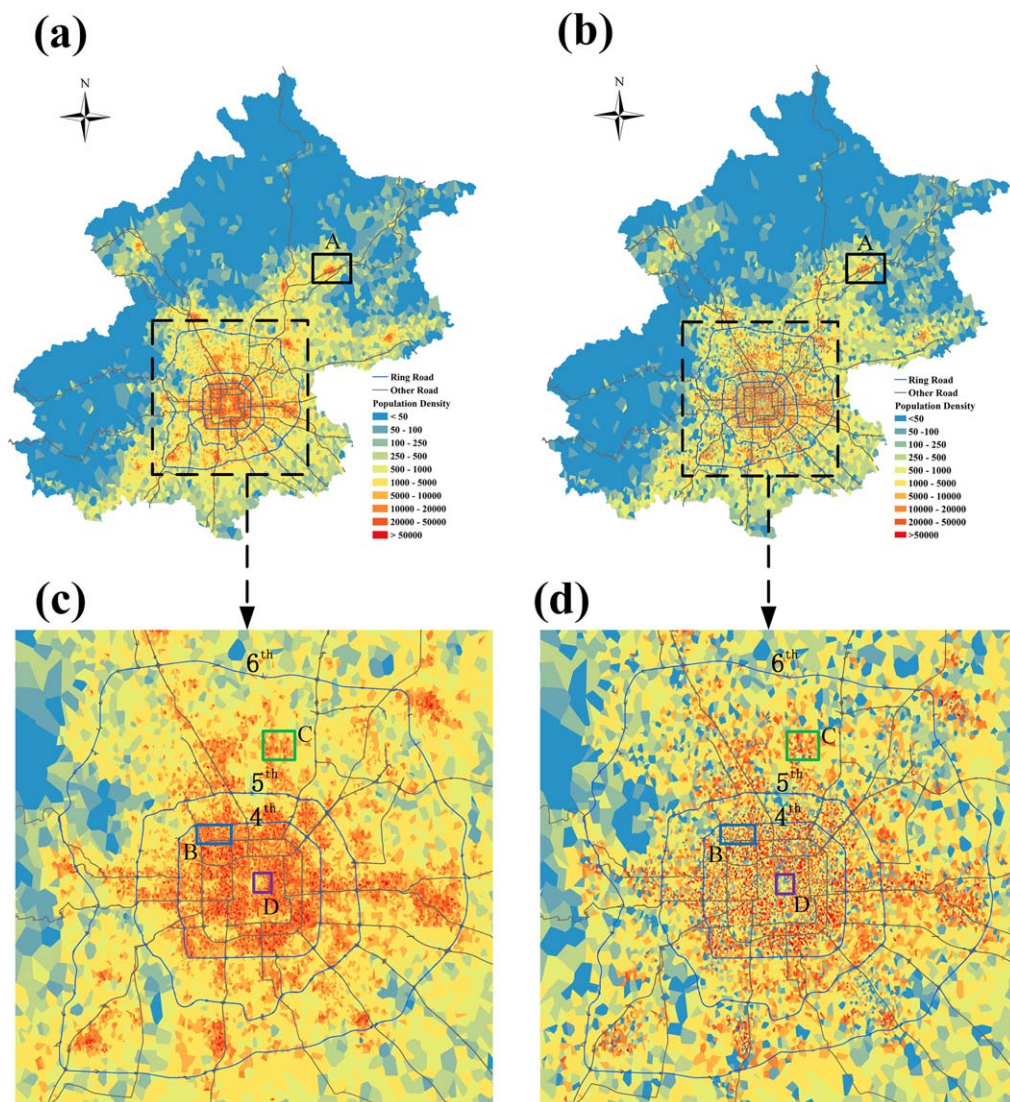 (a)
(b)
N
N
A
A
Ring Road
Other Road
Population Density
< 50
50 - 100
100 - 250
250 - 500
500 - 1000
1000 - 5000
5000 - 10000
10000 - 20000
20000 - 50000
> 50000
Ring Road
Other Road
Population Density
<50
50 -100
100 - 250
250 - 500
500 - 1000
1000 - 5000
5000 - 10000
10000 - 20000
20000 - 50000
>50000
(c)
(d)
6th
C
5th
4th
B
D
6th
C
5th
4th
B
D